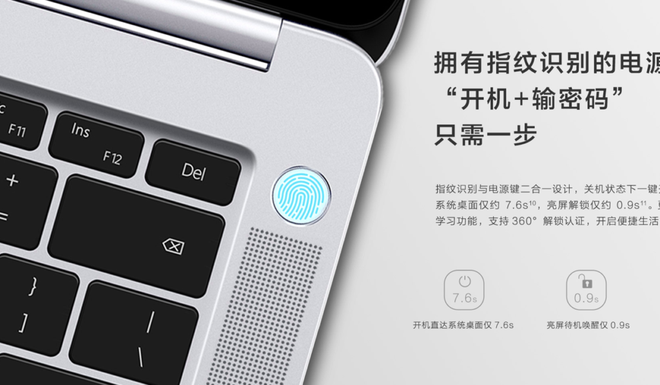 拥有指纹识别的电源
“开机+输密码”
只需一步
指纹识别与电源键二合一设计，关机状态下一键
系统桌面仅约 7.6s¹⁰，亮屏解锁仅约 0.9s¹¹。
学习功能，支持 360° 解锁认证，开启便捷生活
7.6s
0.9s
开机直达系统桌面仅 7.6s
亮屏待机唤醒仅 0.9s
F11
Ins
F12
Del
+
=
}
]
|
\